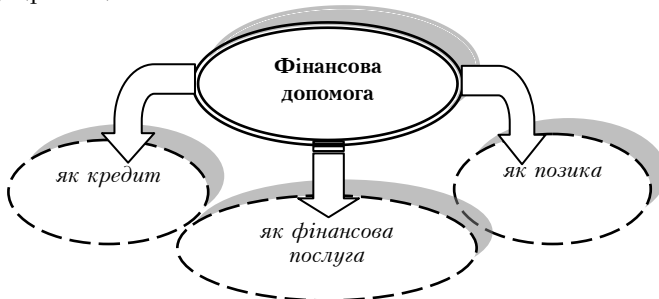 Фінансова
допомога
як кредит
як позика
як фінансова
послуга